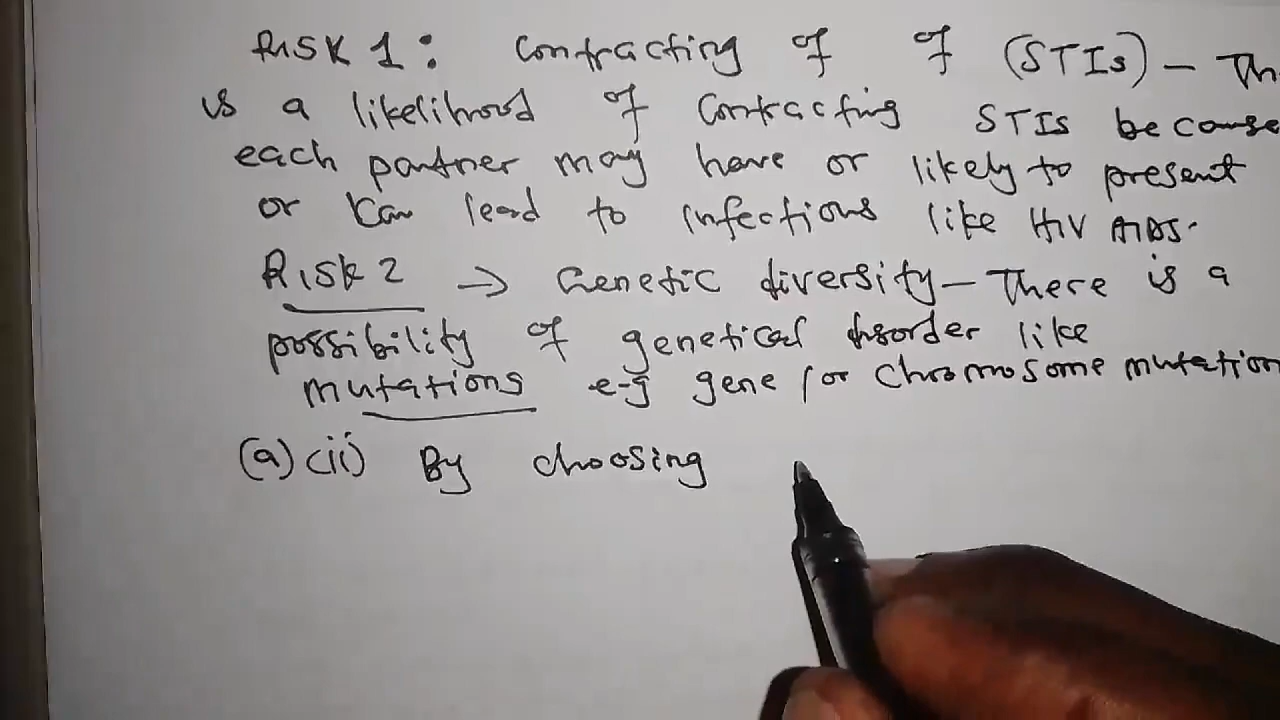 RISK 1: Contracting of of (STIs) - Th
is a likelihood of contracting STIs because
each partner may have or likely to present
or can lead to infections like HIV AIDS.
Risk 2 → Genetic diversity - There is a
possibility of genetical disorder like
mutations e-g gene / or chromosome mutation
(a) (ii) By choosing